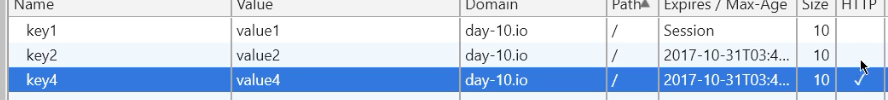 Name Value Domain Path▲ Expires / Max-Age Size HTTP
key1 value1 day-10.io / Session 10
key2 value2 day-10.io / 2017-10-31T03:4... 10
key4 value4 day-10.io / 2017-10-31T03:4... 10 ✓